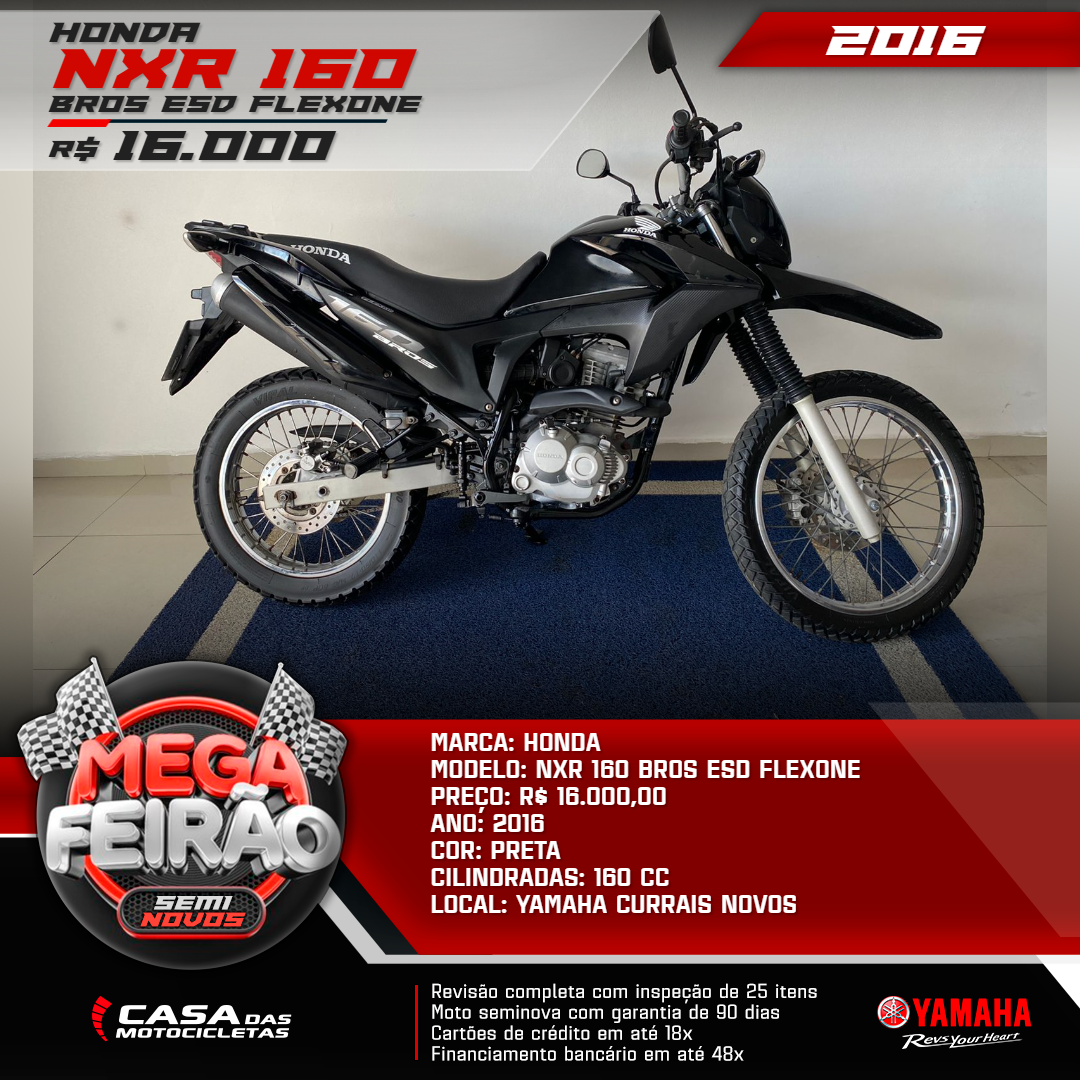 HONDA
NXR 160
BROS ESD FLEXONE
R$ 16.000
2016
HONDA
HONDA
160
BROS
HONDA
MEGA
FEIRÃO
SEMI
NOVOS
MARCA: HONDA
MODELO: NXR 160 BROS ESD FLEXONE
PREÇO: R$ 16.000,00
ANO: 2016
COR: PRETA
CILINDRADAS: 160 CC
LOCAL: YAMAHA CURRAIS NOVOS
CASA DAS
MOTOCICLETAS
Revisão completa com inspeção de 25 itens
Moto seminova com garantia de 90 dias
Cartões de crédito em até 18x
Financiamento bancário em até 48x
YAMAHA
Revs Your Heart